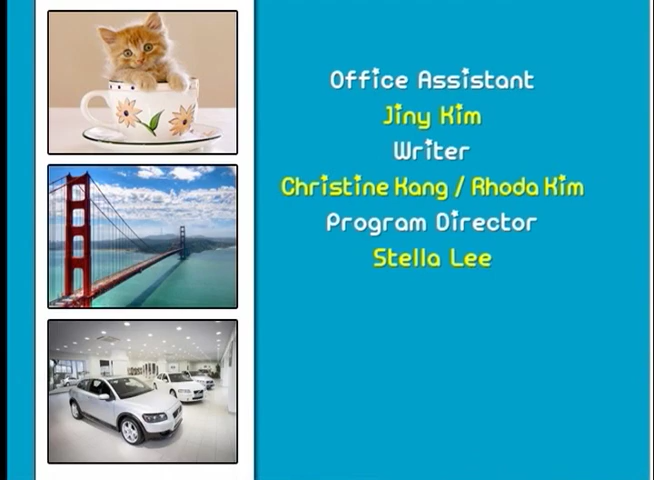 Office Assistant
Jiny Kim
Writer
Christine Kang / Rhoda Kim
Program Director
Stella Lee